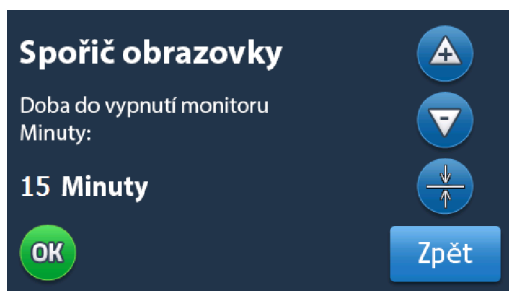 Spořič obrazovky
Doba do vypnutí monitoru
Minuty:
15 Minuty
OK
Zpět